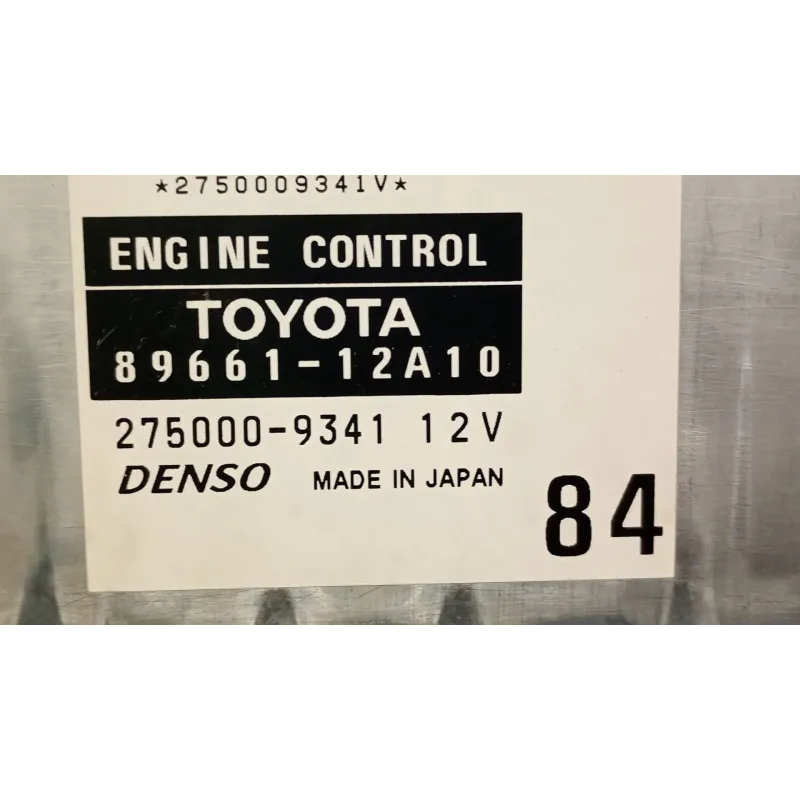 *2750009341V*
ENGINE CONTROL
TOYOTA
89661-12A10
275000-9341 12V
DENSO MADE IN JAPAN
84